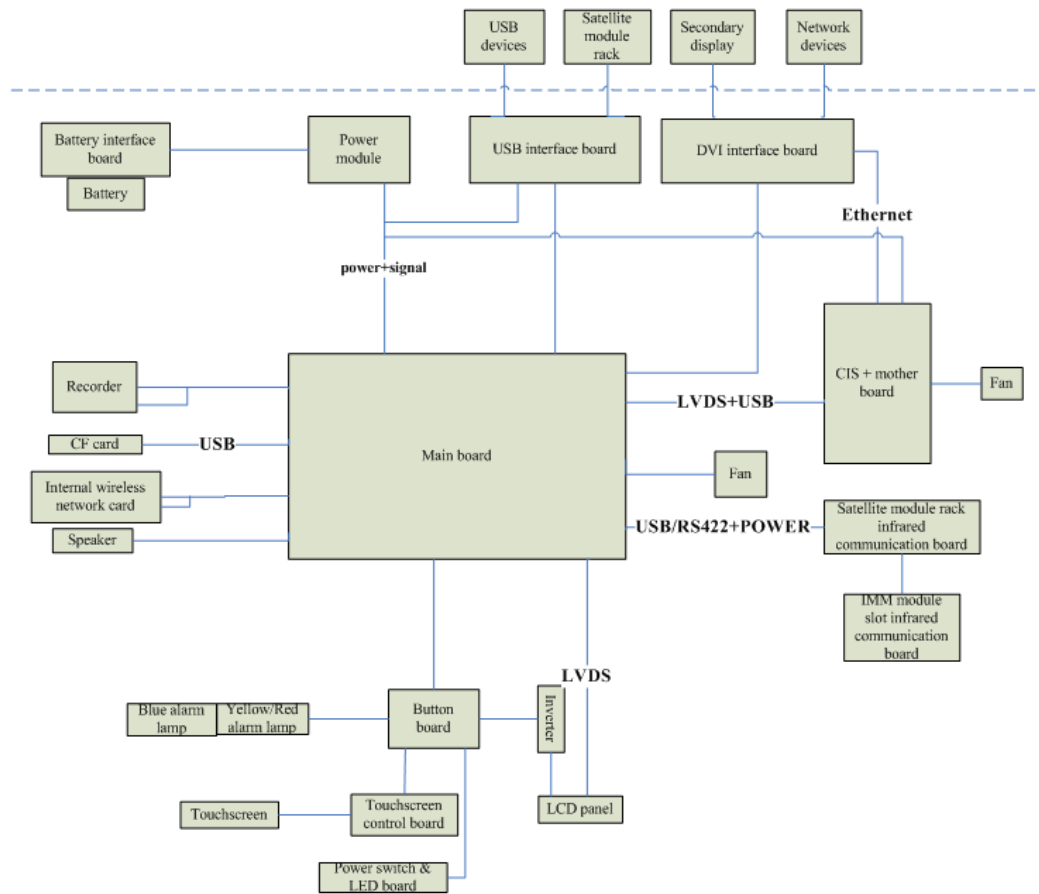 USB
devices
Satellite
module
rack
Secondary
display
Network
devices
Battery interface
board
Battery
Power
module
USB interface board
DVI interface board
Ethernet
power+signal
Recorder
CF card
USB
Internal wireless
network card
Speaker
Main board
LVDS+USB
CIS + mother
board
Fan
Fan
USB/RS422+POWER
Satellite module rack
infrared
communication board
IMM module
slot infrared
communication
board
LVDS
Blue alarm
lamp
Yellow/Red
alarm lamp
Button
board
Inverter
Touchscreen
Touchscreen
control board
LCD panel
Power switch &
LED board